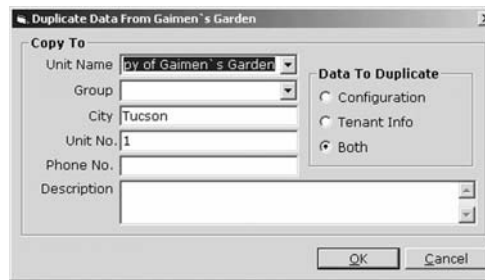 Duplicate Data From Gaimen`s Garden
Copy To
Unit Name py of Gaimen`s Garden
Group
City Tucson
Unit No. 1
Phone No.
Description
Data To Duplicate
Configuration
Tenant Info
Both
OK Cancel